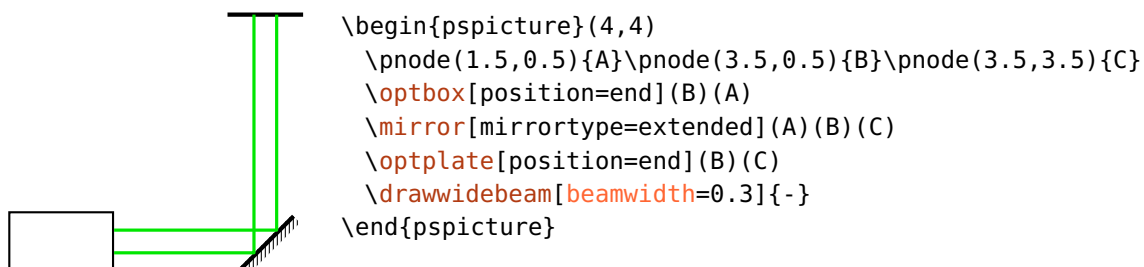 \begin{pspicture}(4,4)
  \pnode(1.5,0.5){A}\pnode(3.5,0.5){B}\pnode(3.5,3.5){C}
  \optbox[position=end](B)(A)
  \mirror[mirrortype=extended](A)(B)(C)
  \optplate[position=end](B)(C)
  \drawwidebeam[beamwidth=0.3]{-}
\end{pspicture}